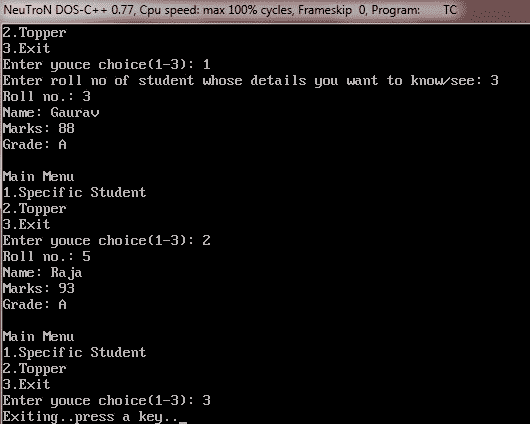 NeuTroN DOS-C++ 0.77, Cpu speed: max 100% cycles, Frameskip 0, Program: TC
2.Topper
3.Exit
Enter youce choice(1-3): 1
Enter roll no of student whose details you want to know/see: 3
Roll no.: 3
Name: Gaurav
Marks: 88
Grade: A
Main Menu
1.Specific Student
2.Topper
3.Exit
Enter youce choice(1-3): 2
Roll no.: 5
Name: Raja
Marks: 93
Grade: A
Main Menu
1.Specific Student
2.Topper
3.Exit
Enter youce choice(1-3): 3
Exiting..press a key.._